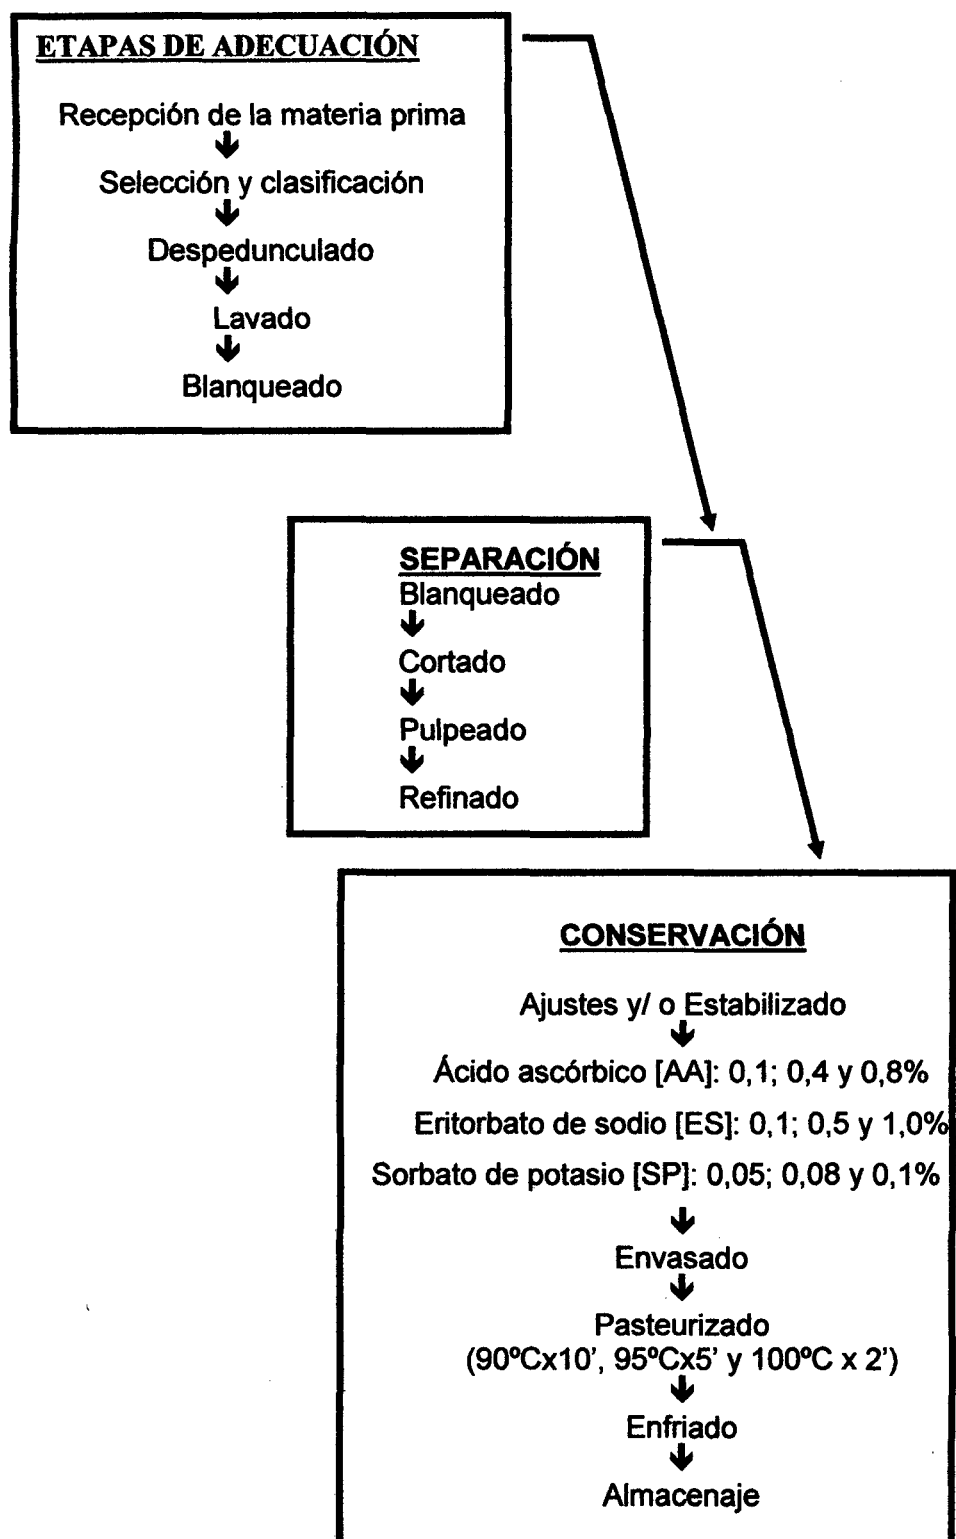 ETAPAS DE ADECUACIÓN
Recepción de la materia prima
Selección y clasificación
Despedunculado
Lavado
Blanqueado
SEPARACIÓN
Blanqueado
Cortado
Pulpeado
Refinado
CONSERVACIÓN
Ajustes y/ o Estabilizado
Ácido ascórbico [AA]: 0,1; 0,4 y 0,8%
Eritorbato de sodio [ES]: 0,1; 0,5 y 1,0%
Sorbato de potasio [SP]: 0,05; 0,08 y 0,1%
Envasado
Pasteurizado
(90ºCx10’, 95ºCx5’ y 100ºC x 2’)
Enfriado
Almacenaje